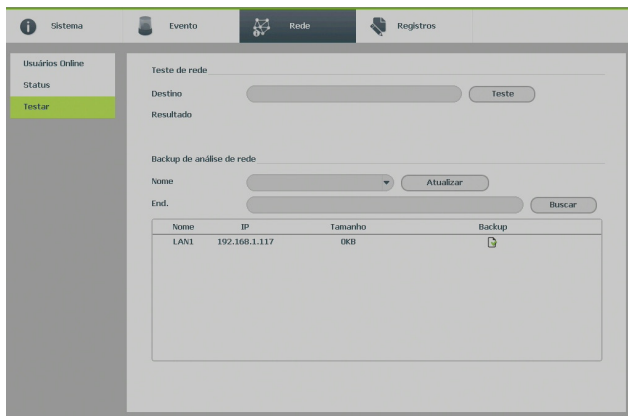 Sistema Evento Rede Registros
Usuários Online
Status
Testar
Teste de rede
Destino Teste
Resultado
Backup de análise de rede
Nome Atualizar
End. Buscar
Nome IP Tamanho Backup
LAN1 192.168.1.117 0KB